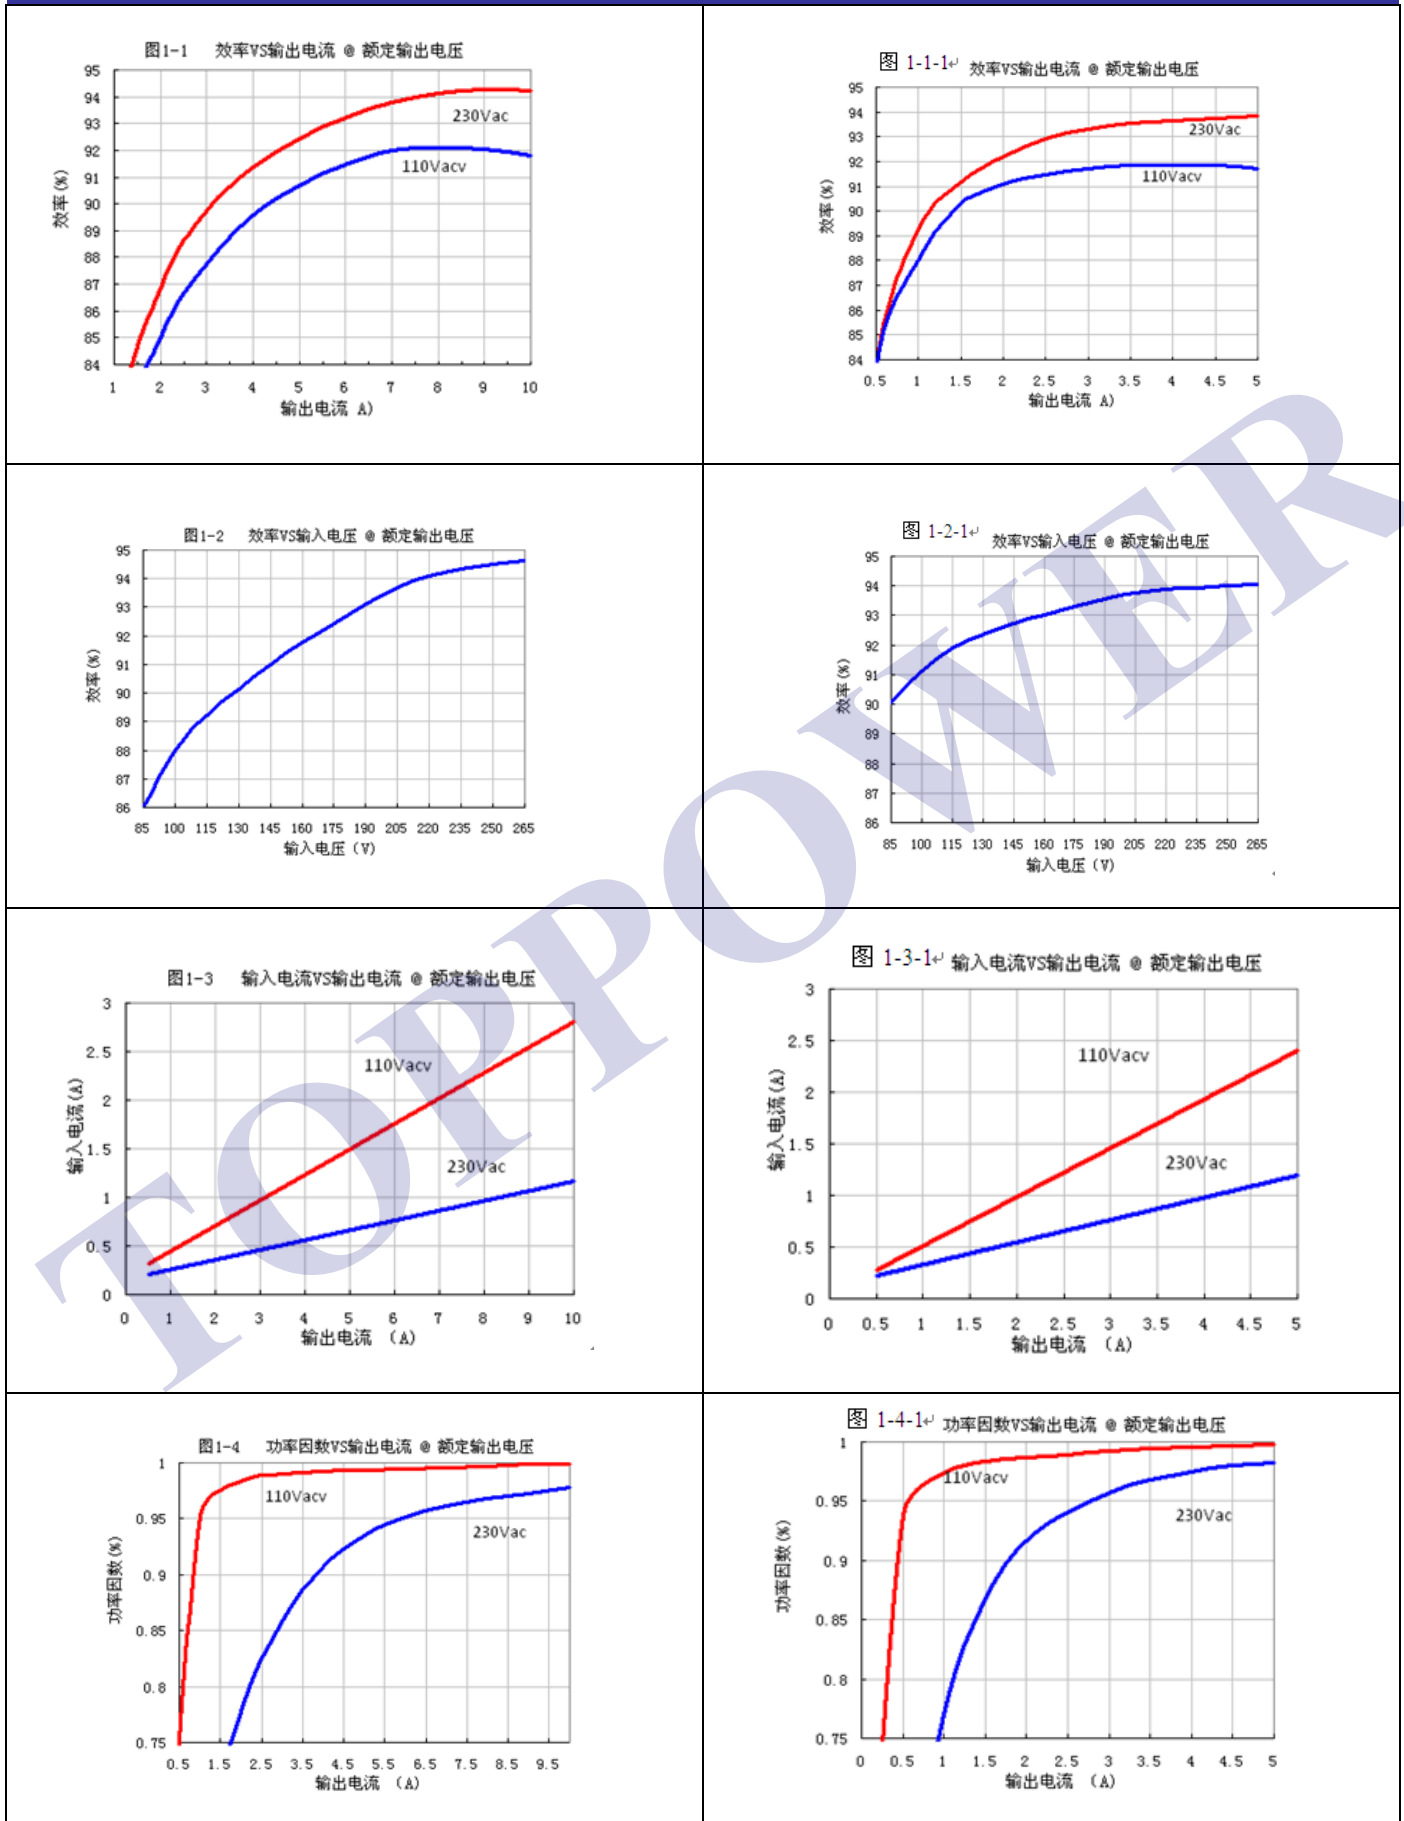 图1-1 效率VS输出电流 @ 额定输出电压
95
94
93
92
91
90
89
88
87
86
85
84
效率(%)
230Vac
110Vacv
1 2 3 4 5 6 7 8 9 10
输出电流 A)
图 1-1-1↵ 效率VS输出电流 @ 额定输出电压
95
94
93
92
91
90
89
88
87
86
85
84
效率(%)
230Vac
110Vacv
0.5 1 1.5 2 2.5 3 3.5 4 4.5 5
输出电流 A)
图1-2 效率VS输入电压 @ 额定输出电压
95
94
93
92
91
90
89
88
87
86
效率(%)
85 100 115 130 145 160 175 190 205 220 235 250 265
输入电压 (V)
图 1-2-1↵ 效率VS输入电压 @ 额定输出电压
95
94
93
92
91
90
89
88
87
86
效率(%)
85 100 115 130 145 160 175 190 205 220 235 250 265
输入电压 (V)
图1-3 输入电流VS输出电流 @ 额定输出电压
3
2.5
2
1.5
1
0.5
0
输入电流(A)
110Vacv
230Vac
0 1 2 3 4 5 6 7 8 9 10
输出电流 (A)
图 1-3-1↵ 输入电流VS输出电流 @ 额定输出电压
3
2.5
2
1.5
1
0.5
0
输入电流(A)
110Vacv
230Vac
0 0.5 1 1.5 2 2.5 3 3.5 4 4.5 5
输出电流 (A)
图1-4 功率因数VS输出电流 @ 额定输出电压
1
0.95
0.9
0.85
0.8
0.75
功率因数(%)
110Vacv
230Vac
0.5 1.5 2.5 3.5 4.5 5.5 6.5 7.5 8.5 9.5
输出电流 (A)
图 1-4-1↵ 功率因数VS输出电流 @ 额定输出电压
1
0.95
0.9
0.85
0.8
0.75
功率因数(%)
110Vacv
230Vac
0 0.5 1 1.5 2 2.5 3 3.5 4 4.5 5
输出电流 (A)
TOPPOWER